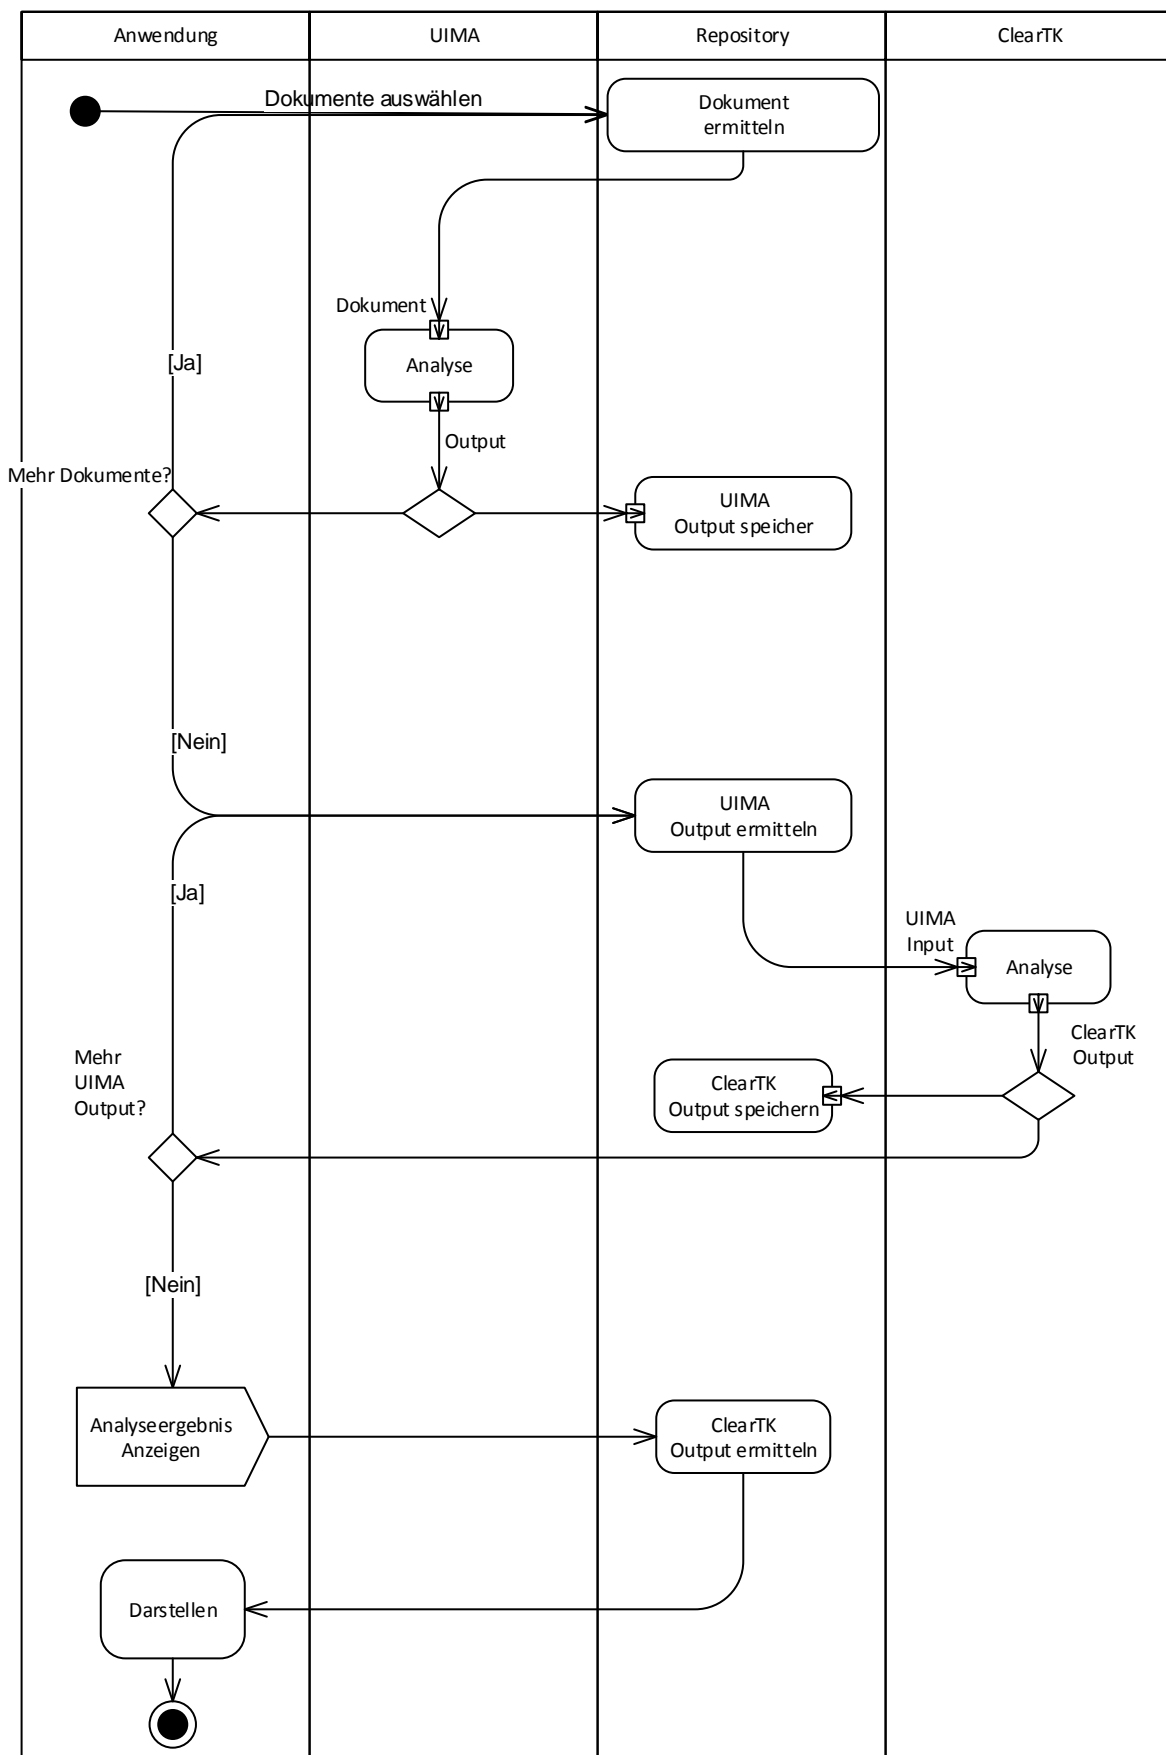 Anwendung
UIMA
Repository
ClearTK
Dokumente auswählen
Dokument
ermitteln
Dokument
[Ja]
Analyse
Output
Mehr Dokumente?
UIMA
Output speicher
[Nein]
UIMA
Output ermitteln
[Ja]
UIMA
Input
Analyse
ClearTK
Output
Mehr
UIMA
Output?
ClearTK
Output speichern
[Nein]
Analyseergebnis
Anzeigen
ClearTK
Output ermitteln
Darstellen